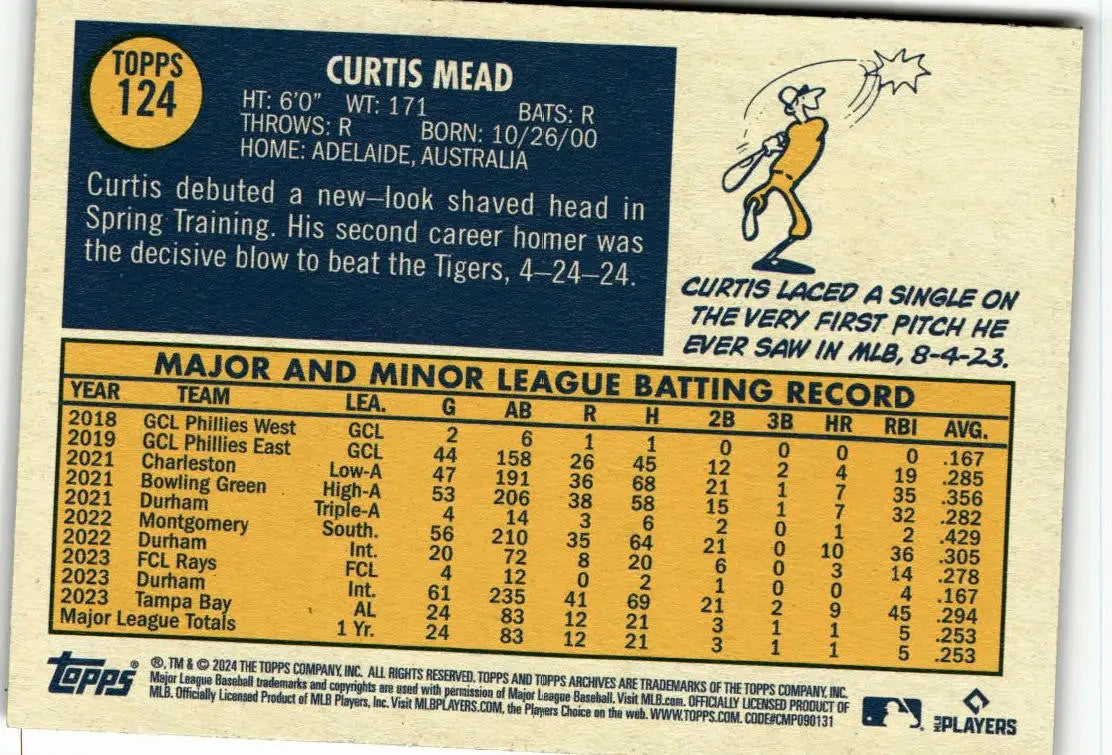 TOPPS
124
CURTIS MEAD
HT: 6'0" WT: 171 BATS: R
THROWS: R BORN: 10/26/00
HOME: ADELAIDE, AUSTRALIA
Curtis debuted a new–look shaved head in
Spring Training. His second career homer was
the decisive blow to beat the Tigers, 4–24–24.
CURTIS LACED A SINGLE ON
THE VERY FIRST PITCH HE
EVER SAW IN MLB, 8-4-23.
MAJOR AND MINOR LEAGUE BATTING RECORD
YEAR TEAM LEA. G AB R H 2B 3B HR RBI AVG.
2018 GCL Phillies West GCL 2 6 1 1 0 0 0 0 .167
2019 GCL Phillies East GCL 44 158 26 45 12 2 4 19 .285
2021 Charleston Low-A 47 191 36 68 21 1 7 35 .356
2021 Bowling Green High-A 53 206 38 58 15 1 7 32 .282
2021 Durham Triple-A 4 14 3 6 2 0 1 2 .429
2022 Montgomery South. 56 210 35 64 21 0 10 36 .305
2022 Durham Int. 20 72 8 20 6 0 3 14 .278
2023 FCL Rays FCL 4 12 0 2 1 0 0 4 .167
2023 Durham Int. 61 235 41 69 21 2 9 45 .294
2023 Tampa Bay AL 24 83 12 21 3 1 1 5 .253
Major League Totals 1 Yr. 24 83 12 21 3 1 1 5 .253
topps®
®, TM & © 2024 THE TOPPS COMPANY, INC. ALL RIGHTS RESERVED. TOPPS AND TOPPS ARCHIVES ARE TRADEMARKS OF THE TOPPS COMPANY, INC.
Major League Baseball trademarks and copyrights are used with permission of Major League Baseball. Visit MLB.com. OFFICIALLY LICENSED PRODUCT OF
MLB. Officially Licensed Product of MLB Players, Inc. Visit MLBPLAYERS.COM, the Players Choice on the web. WWW.TOPPS.COM. CODE#CMP090131
MLB PLAYERS